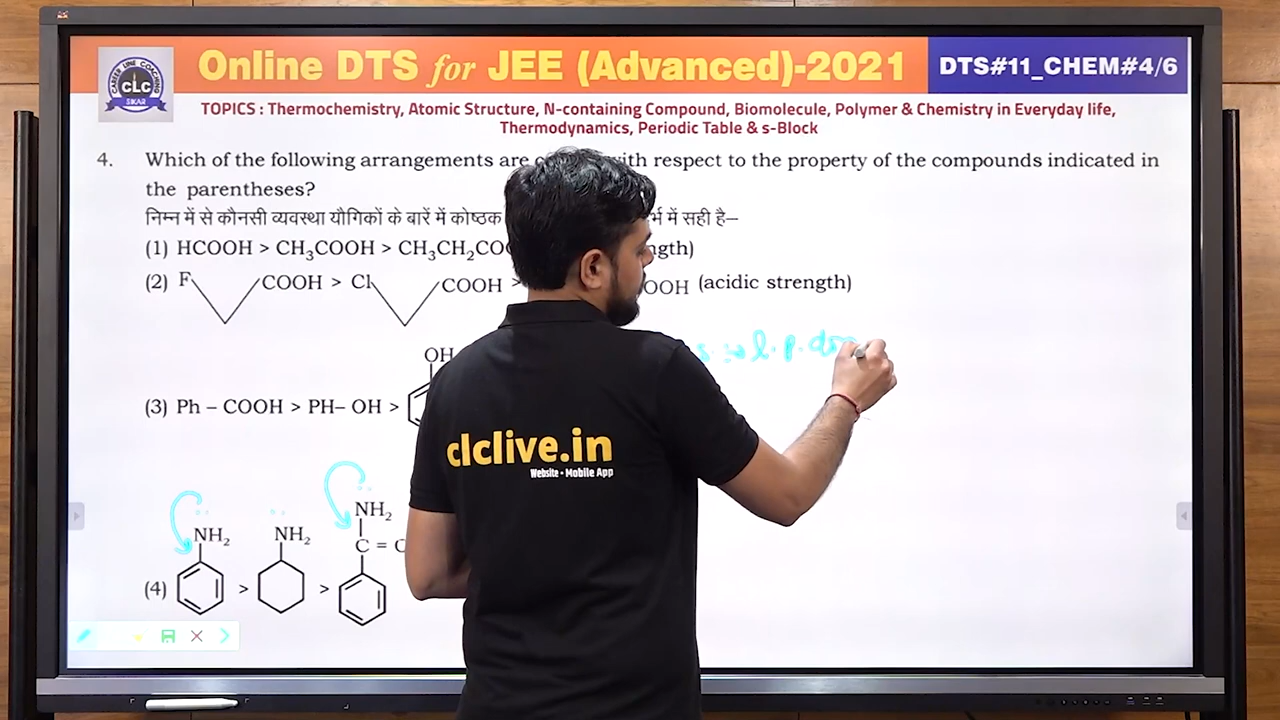 Online DTS for JEE (Advanced)-2021
DTS#11_CHEM#4/6
CAREER LINE COACHING
CLC
SIKAR
TOPICS : Thermochemistry, Atomic Structure, N-containing Compound, Biomolecule, Polymer & Chemistry in Everyday life,
Thermodynamics, Periodic Table & s-Block
4. Which of the following arrangements are with respect to the property of the compounds indicated in
the parentheses?
निम्न में से कौनसी व्यवस्था यौगिकों के बारें में कोष्ठक में सही है–
(1) HCOOH > CH₃COOH > CH₃CH₂CO
(2) F COOH > Cl COOH > OOH (acidic strength)
OH
(3) Ph – COOH > PH– OH >
NH₂ NH₂ NH₂
C =
(4) > >
l.p.
clclive.in
Website • Mobile App